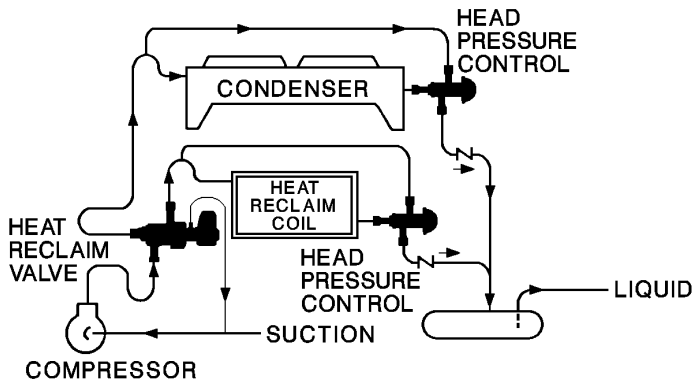 HEAD
PRESSURE
CONTROL
CONDENSER
HEAT
RECLAIM
COIL
HEAT
RECLAIM
VALVE
HEAD
PRESSURE
CONTROL
LIQUID
SUCTION
COMPRESSOR